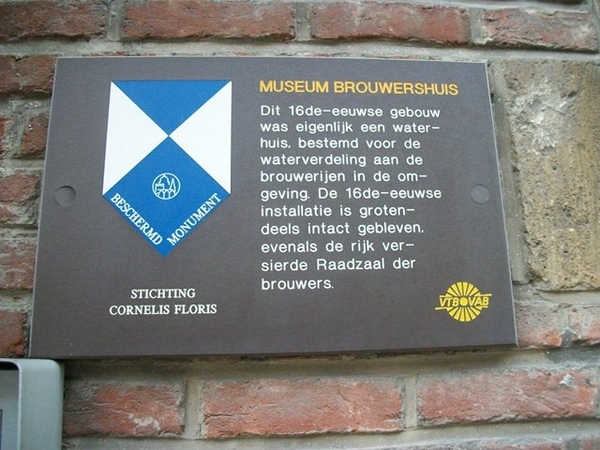 MUSEUM BROUWERSHUIS
Dit 16de-eeuwse gebouw
was eigenlijk een water-
huis, bestemd voor de
waterverdeling aan de
brouwerijen in de om-
geving. De 16de-eeuwse
installatie is groten-
deels intact gebleven,
evenals de rijk ver-
sierde Raadzaal der
brouwers.
BESCHERMD MONUMENT
STICHTING
CORNELIS FLORIS
VTB VAB